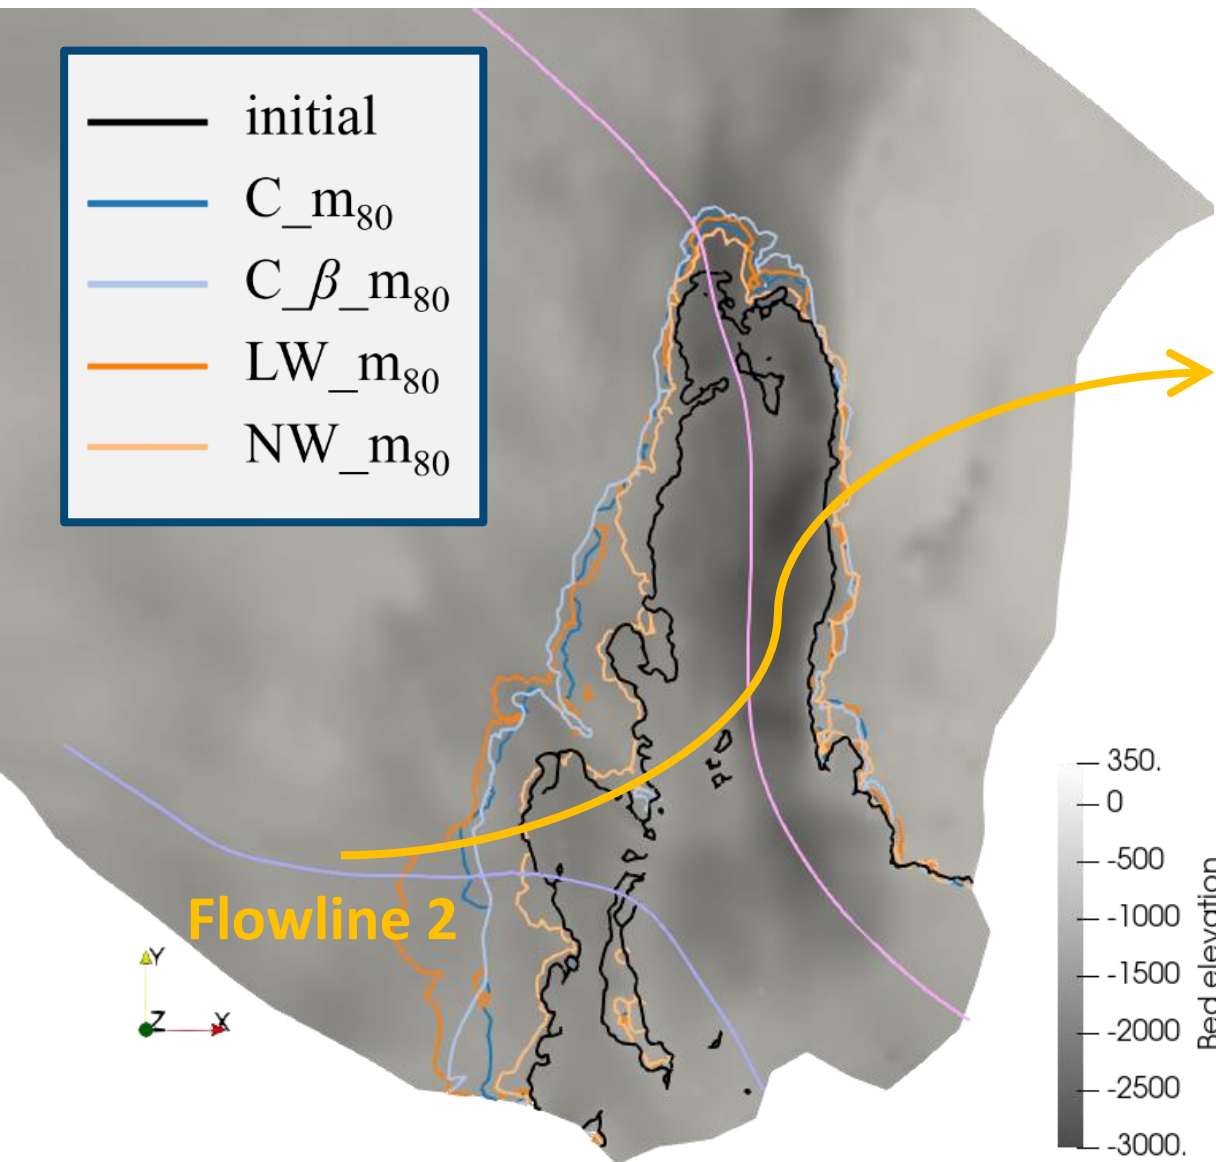 initial
C_m80
C_β_m80
LW_m80
NW_m80
Flowline 2
Y
Z
X
350.
0
-500
-1000
-1500
-2000
-2500
-3000.
Bed elevation